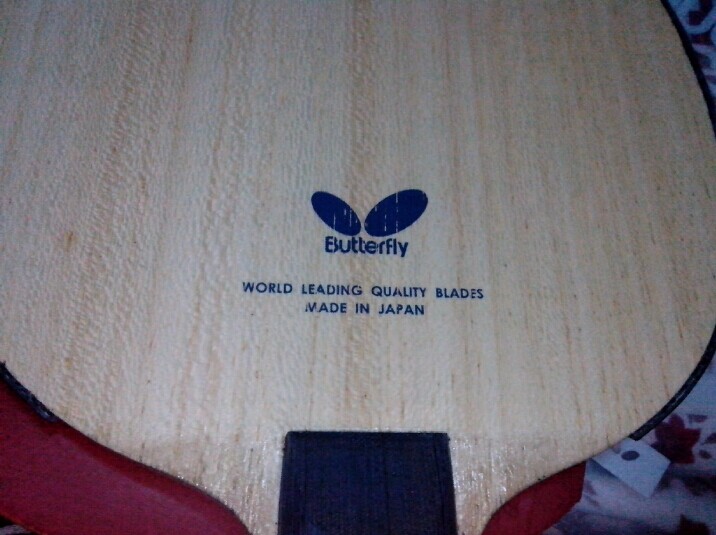 Butterfly
WORLD LEADING QUALITY BLADES
MADE IN JAPAN